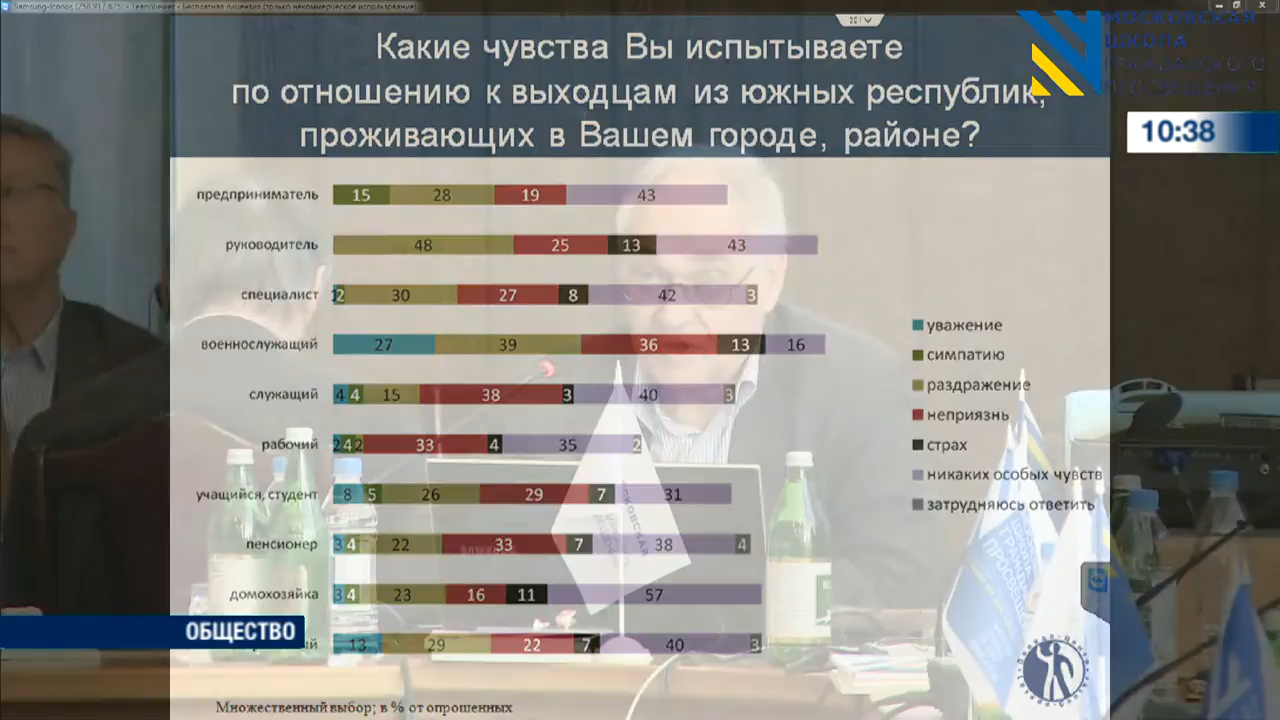 Какие чувства Вы испытываете
по отношению к выходцам из южных республик,
проживающих в Вашем городе, районе?
МОСКОВСКАЯ
ШКОЛА
ГРАЖДАНСКОГО
ПРОСВЕЩЕНИЯ
10:38
предприниматель 15 28 19 43
руководитель 48 25 13 43
специалист 12 30 27 8 42 3
военнослужащий 27 39 36 13 16
служащий 4 4 15 38 3 40 3
рабочий 2 4 2 33 4 35 2
учащийся, студент 8 5 26 29 7 31
пенсионер 3 4 22 33 7 38 4
домохозяйка 3 4 23 16 11 57
13 29 22 7 40 3
уважение
симпатию
раздражение
неприязнь
страх
никаких особых чувств
затрудняюсь ответить
ОБЩЕСТВО
Множественный выбор; в % от опрошенных